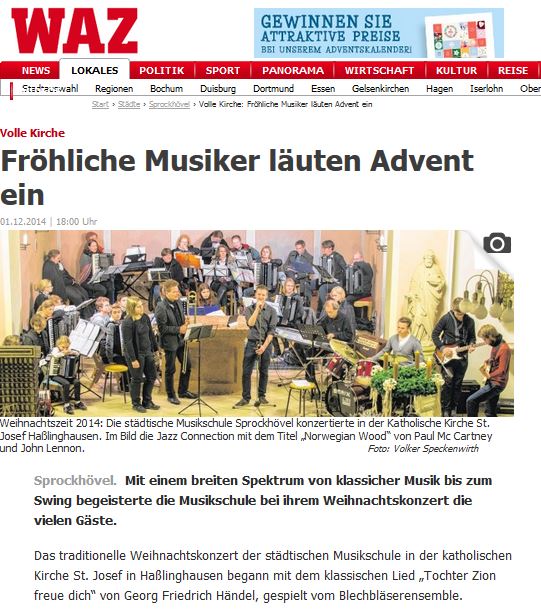 WAZ
GEWINNEN SIE
ATTRAKTIVE PREISE
BEI UNSEREM ADVENTSKALENDER!
NEWS LOKALES POLITIK SPORT PANORAMA WIRTSCHAFT KULTUR REISE
Stadtauswahl Regionen Bochum Duisburg Dortmund Essen Gelsenkirchen Hagen Iserlohn Ober
Start › Städte › Sprockhövel › Volle Kirche: Fröhliche Musiker läuten Advent ein
Volle Kirche
Fröhliche Musiker läuten Advent
ein
01.12.2014 | 18:00 Uhr
Weihnachtszeit 2014: Die städtische Musikschule Sprockhövel konzertierte in der Katholische Kirche St.
Josef Haßlinghausen. Im Bild die Jazz Connection mit dem Titel „Norwegian Wood" von Paul Mc Cartney
und John Lennon. Foto: Volker Speckenwirth
Sprockhövel. Mit einem breiten Spektrum von klassicher Musik bis zum
Swing begeisterte die Musikschule bei ihrem Weihnachtskonzert die
vielen Gäste.
Das traditionelle Weihnachtskonzert der städtischen Musikschule in der katholischen
Kirche St. Josef in Haßlinghausen begann mit dem klassischen Lied „Tochter Zion
freue dich" von Georg Friedrich Händel, gespielt vom Blechbläserensemble.